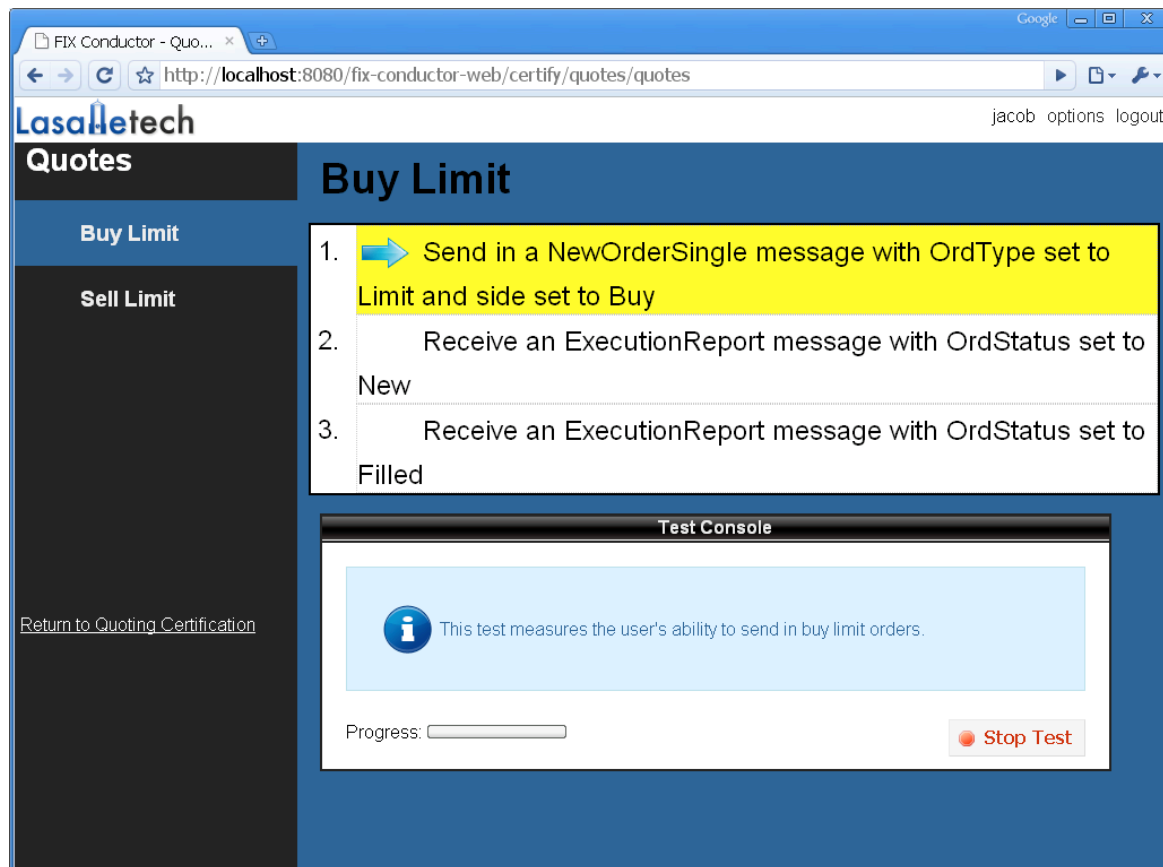 Google
FIX Conductor - Quo...
http://localhost:8080/fix-conductor-web/certify/quotes/quotes
Lasalletech
jacob options logout
Quotes
Buy Limit
Sell Limit
Return to Quoting Certification
Buy Limit
1. Send in a NewOrderSingle message with OrdType set to
Limit and side set to Buy
2. Receive an ExecutionReport message with OrdStatus set to
New
3. Receive an ExecutionReport message with OrdStatus set to
Filled
Test Console
This test measures the user's ability to send in buy limit orders.
Progress:
Stop Test